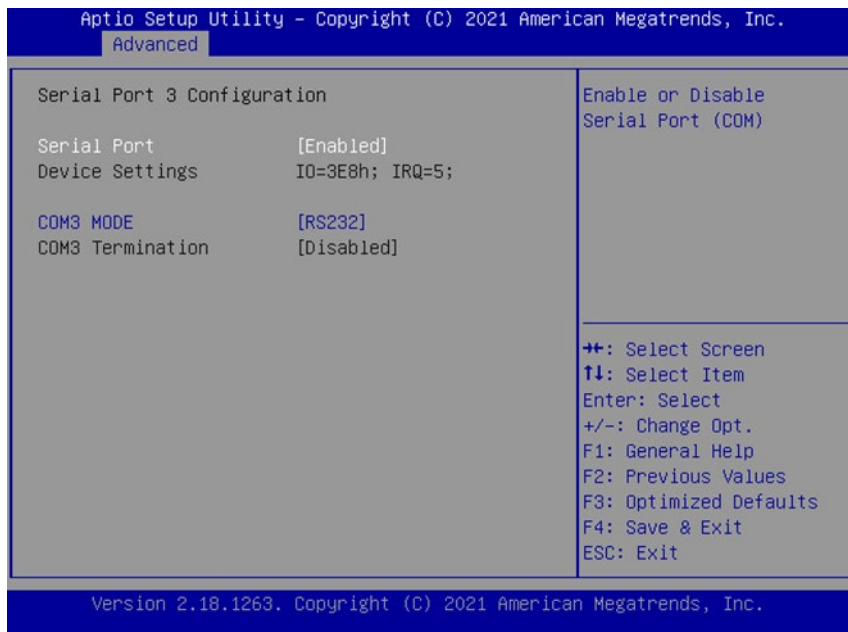 Aptio Setup Utility – Copyright (C) 2021 American Megatrends, Inc.
Advanced
Serial Port 3 Configuration
Serial Port [Enabled]
Device Settings IO=3E8h; IRQ=5;
COM3 MODE [RS232]
COM3 Termination [Disabled]
Enable or Disable
Serial Port (COM)
→←: Select Screen
↑↓: Select Item
Enter: Select
+/-: Change Opt.
F1: General Help
F2: Previous Values
F3: Optimized Defaults
F4: Save & Exit
ESC: Exit
Version 2.18.1263. Copyright (C) 2021 American Megatrends, Inc.